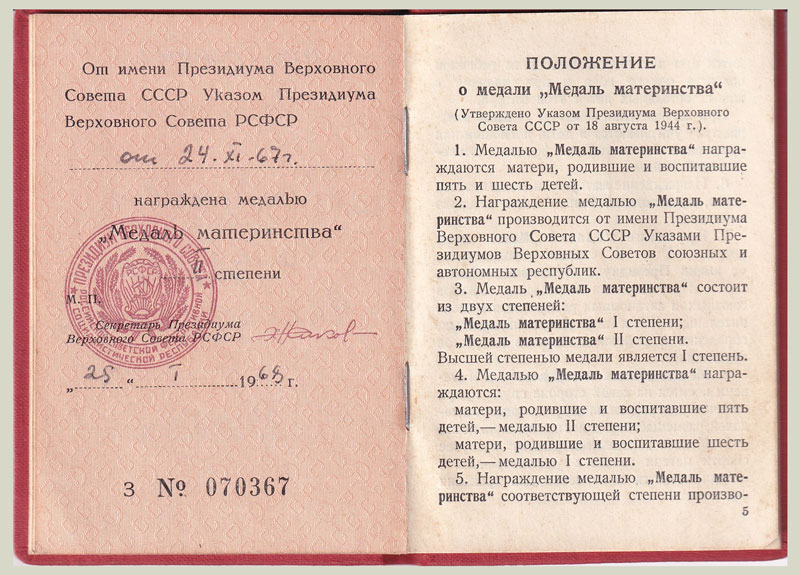 От имени Президиума Верховного
Совета СССР Указом Президиума
Верховного Совета РСФСР
от 24. XI- 67г.
награждена медалью
„Медаль материнства“
II степени
М. П.
Секретарь Президиума
Верховного Совета РСФСР
„25“ I 1968 г.
З № 070367
ПОЛОЖЕНИЕ
о медали „Медаль материнства“
(Утверждено Указом Президиума Верховного
Совета СССР от 18 августа 1944 г.).
1. Медалью „Медаль материнства“ награ-
ждаются матери, родившие и воспитавшие
пять и шесть детей.
2. Награждение медалью „Медаль мате-
ринства“ производится от имени Президиума
Верховного Совета СССР Указами Пре-
зидиумов Верховных Советов союзных и
автономных республик.
3. Медаль „Медаль материнства“ состоит
из двух степеней:
„Медаль материнства“ I степени;
„Медаль материнства“ II степени.
Высшей степенью медали является I степень.
4. Медалью „Медаль материнства“ награ-
ждаются:
матери, родившие и воспитавшие пять
детей,— медалью II степени;
матери, родившие и воспитавшие шесть
детей,— медалью I степени.
5. Награждение медалью „Медаль мате-
ринства“ соответствующей степени произво-
5